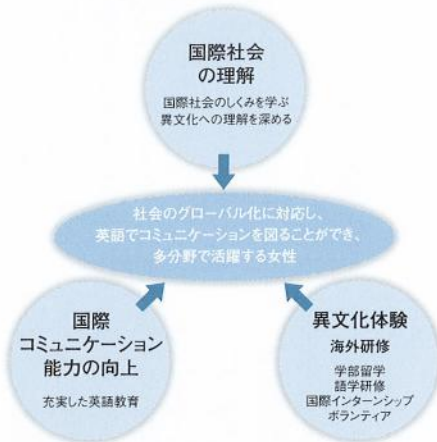 国際社会
の理解
国際社会のしくみを学ぶ
異文化への理解を深める
社会のグローバル化に対応し、
英語でコミュニケーションを図ることができ、
多分野で活躍する女性
国際
コミュニケーション
能力の向上
充実した英語教育
異文化体験
海外研修
学部留学
語学研修
国際インターンシップ
ボランティア